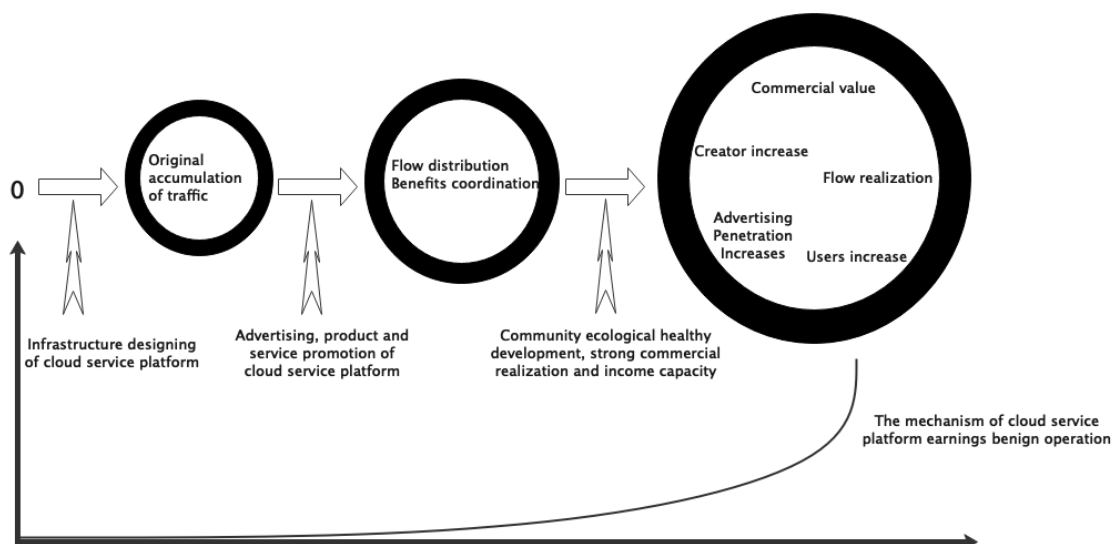 0
Original
accumulation
of traffic
Flow distribution
Benefits coordination
Commercial value
Creator increase
Flow realization
Advertising
Penetration
Increases
Users increase
Infrastructure designing
of cloud service platform
Advertising, product and
service promotion of
cloud service platform
Community ecological healthy
development, strong commercial
realization and income capacity
The mechanism of cloud service
platform earnings benign operation